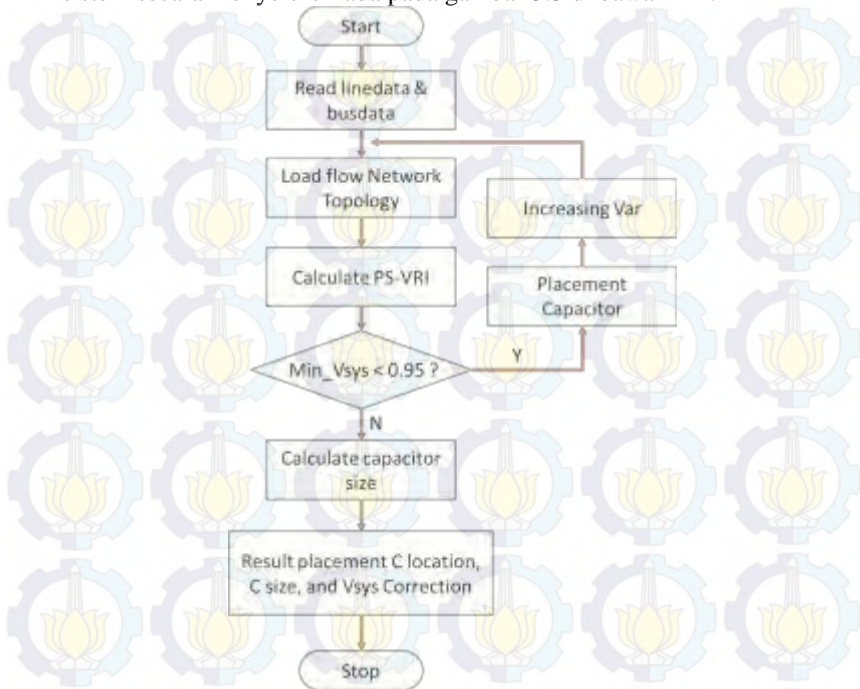 Start
Read linedata &
busdata
Load flow Network
Topology
Increasing Var
Calculate PS-VRI
Placement
Capacitor
Min_Vsys < 0.95 ?
Y
N
Calculate capacitor
size
Result placement C location,
C size, and Vsys Correction
Stop